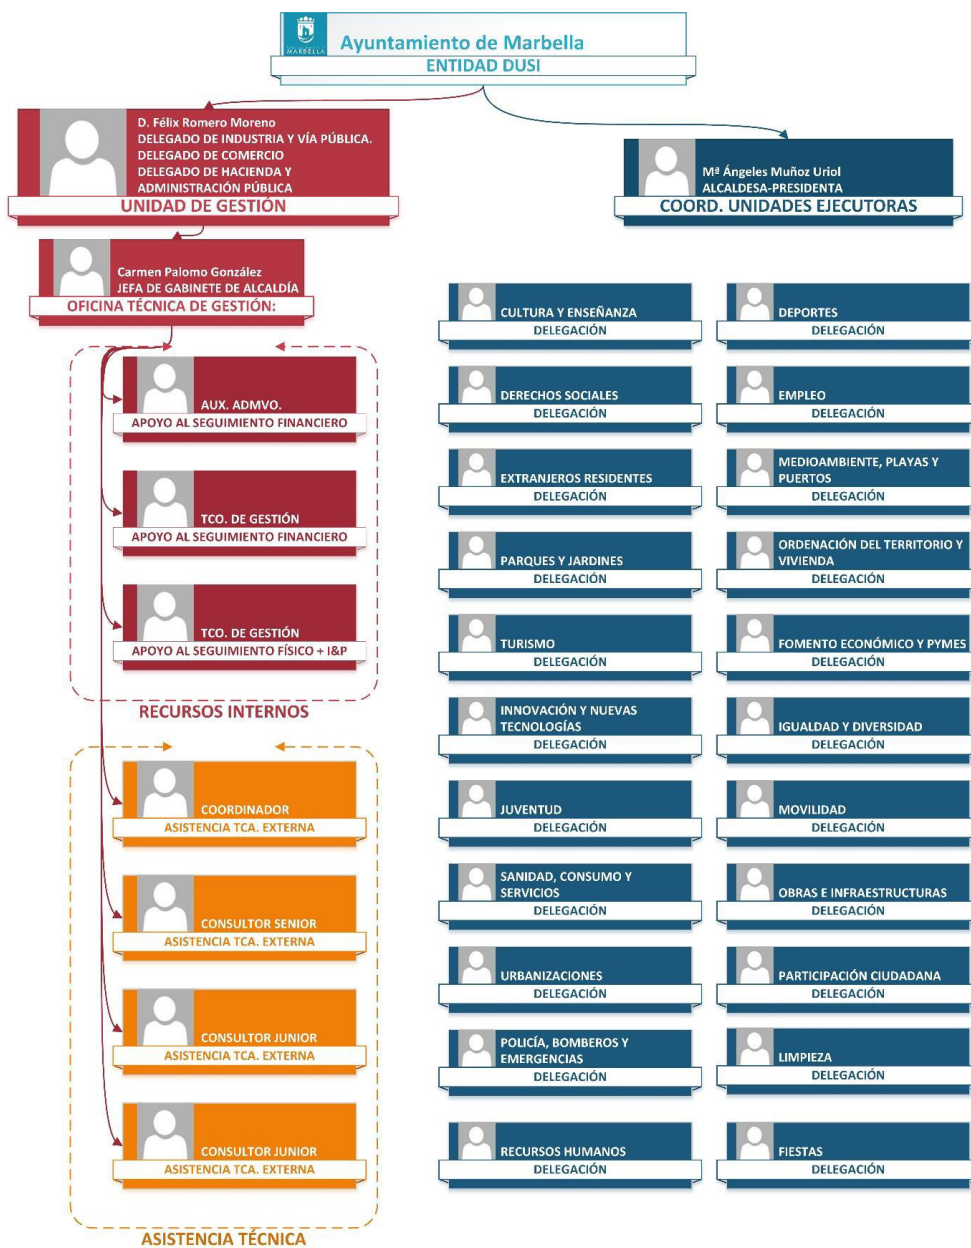 MARBELLA
Ayuntamiento de Marbella
ENTIDAD DUSI
D. Félix Romero Moreno
DELEGADO DE INDUSTRIA Y VÍA PÚBLICA.
DELEGADO DE COMERCIO
DELEGADO DE HACIENDA Y
ADMINISTRACIÓN PÚBLICA
UNIDAD DE GESTIÓN
Mª Ángeles Muñoz Uriol
ALCALDESA-PRESIDENTA
COORD. UNIDADES EJECUTORAS
Carmen Palomo González
JEFA DE GABINETE DE ALCALDÍA
OFICINA TÉCNICA DE GESTIÓN:
AUX. ADMVO.
APOYO AL SEGUIMIENTO FINANCIERO
TCO. DE GESTIÓN
APOYO AL SEGUIMIENTO FINANCIERO
TCO. DE GESTIÓN
APOYO AL SEGUIMIENTO FÍSICO + I&P
RECURSOS INTERNOS
COORDINADOR
ASISTENCIA TCA. EXTERNA
CONSULTOR SENIOR
ASISTENCIA TCA. EXTERNA
CONSULTOR JUNIOR
ASISTENCIA TCA. EXTERNA
CONSULTOR JUNIOR
ASISTENCIA TCA. EXTERNA
ASISTENCIA TÉCNICA
CULTURA Y ENSEÑANZA
DELEGACIÓN
DEPORTES
DELEGACIÓN
DERECHOS SOCIALES
DELEGACIÓN
EMPLEO
DELEGACIÓN
EXTRANJEROS RESIDENTES
DELEGACIÓN
MEDIOAMBIENTE, PLAYAS Y
PUERTOS
DELEGACIÓN
PARQUES Y JARDINES
DELEGACIÓN
ORDENACIÓN DEL TERRITORIO Y
VIVIENDA
DELEGACIÓN
TURISMO
DELEGACIÓN
FOMENTO ECONÓMICO Y PYMES
DELEGACIÓN
INNOVACIÓN Y NUEVAS
TECNOLOGÍAS
DELEGACIÓN
IGUALDAD Y DIVERSIDAD
DELEGACIÓN
JUVENTUD
DELEGACIÓN
MOVILIDAD
DELEGACIÓN
SANIDAD, CONSUMO Y
SERVICIOS
DELEGACIÓN
OBRAS E INFRAESTRUCTURAS
DELEGACIÓN
URBANIZACIONES
DELEGACIÓN
PARTICIPACIÓN CIUDADANA
DELEGACIÓN
POLICÍA, BOMBEROS Y
EMERGENCIAS
DELEGACIÓN
LIMPIEZA
DELEGACIÓN
RECURSOS HUMANOS
DELEGACIÓN
FIESTAS
DELEGACIÓN